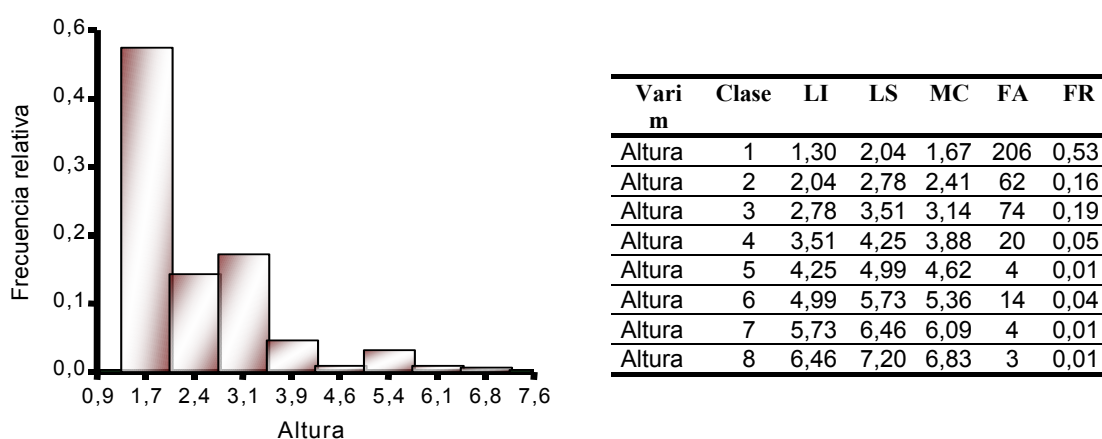 0,6
0,4
0,3
0,2
0,1
0,0
Frecuencia relativa
0,9 1,7 2,4 3,1 3,9 4,6 5,4 6,1 6,8 7,6
Altura
Vari Clase LI LS MC FA FR
m
Altura 1 1,30 2,04 1,67 206 0,53
Altura 2 2,04 2,78 2,41 62 0,16
Altura 3 2,78 3,51 3,14 74 0,19
Altura 4 3,51 4,25 3,88 20 0,05
Altura 5 4,25 4,99 4,62 4 0,01
Altura 6 4,99 5,73 5,36 14 0,04
Altura 7 5,73 6,46 6,09 4 0,01
Altura 8 6,46 7,20 6,83 3 0,01